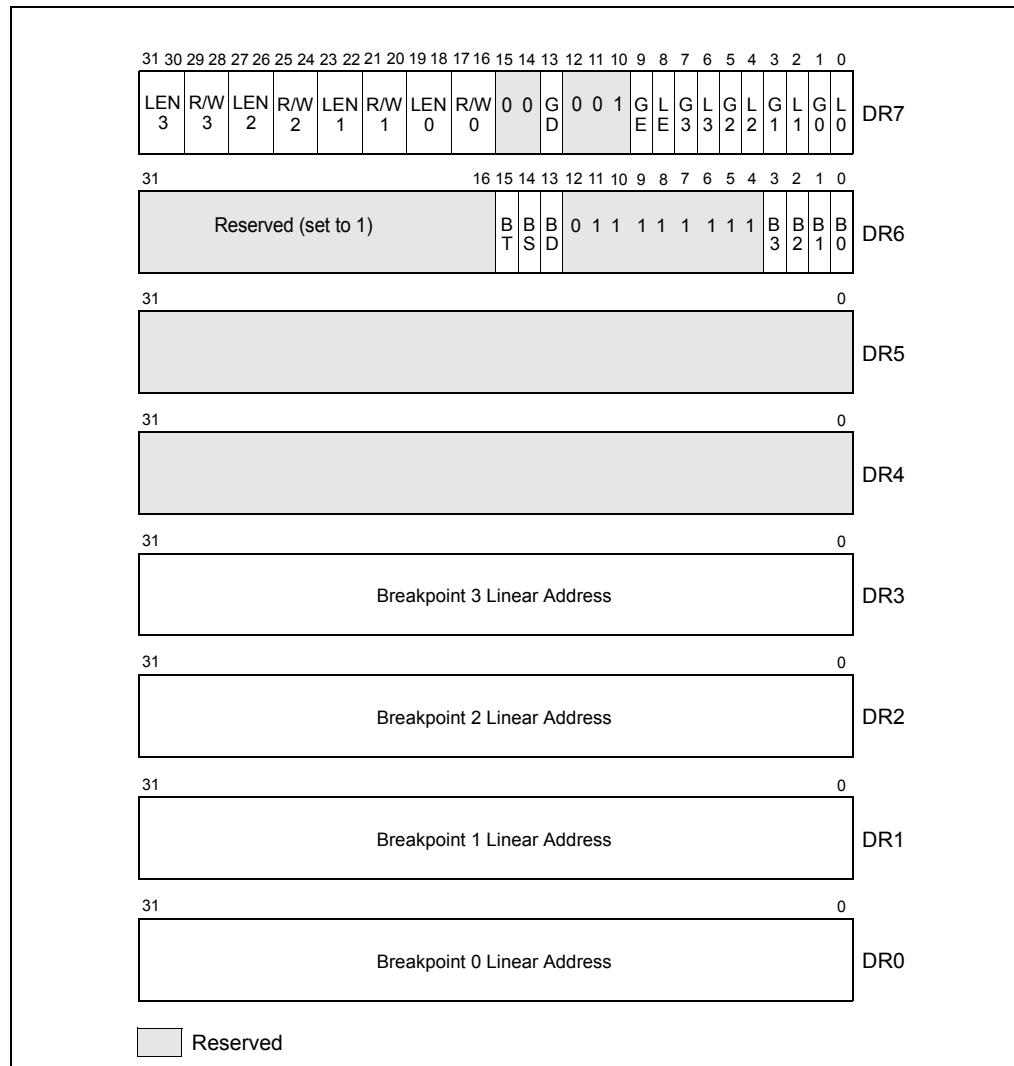 31 30 29 28 27 26 25 24 23 22 21 20 19 18 17 16 15 14 13 12 11 10 9 8 7 6 5 4 3 2 1 0
LEN 3 R/W 3 LEN 2 R/W 2 LEN 1 R/W 1 LEN 0 R/W 0 0 0 G D 0 0 1 G E L E G 3 L 3 G 2 L 2 G 1 L 1 G 0 L 0 DR7
31 16 15 14 13 12 11 10 9 8 7 6 5 4 3 2 1 0
Reserved (set to 1) B T B S B D 0 1 1 1 1 1 1 1 1 B 3 B 2 B 1 B 0 DR6
31 0
DR5
31 0
DR4
31 0
Breakpoint 3 Linear Address DR3
31 0
Breakpoint 2 Linear Address DR2
31 0
Breakpoint 1 Linear Address DR1
31 0
Breakpoint 0 Linear Address DR0
Reserved